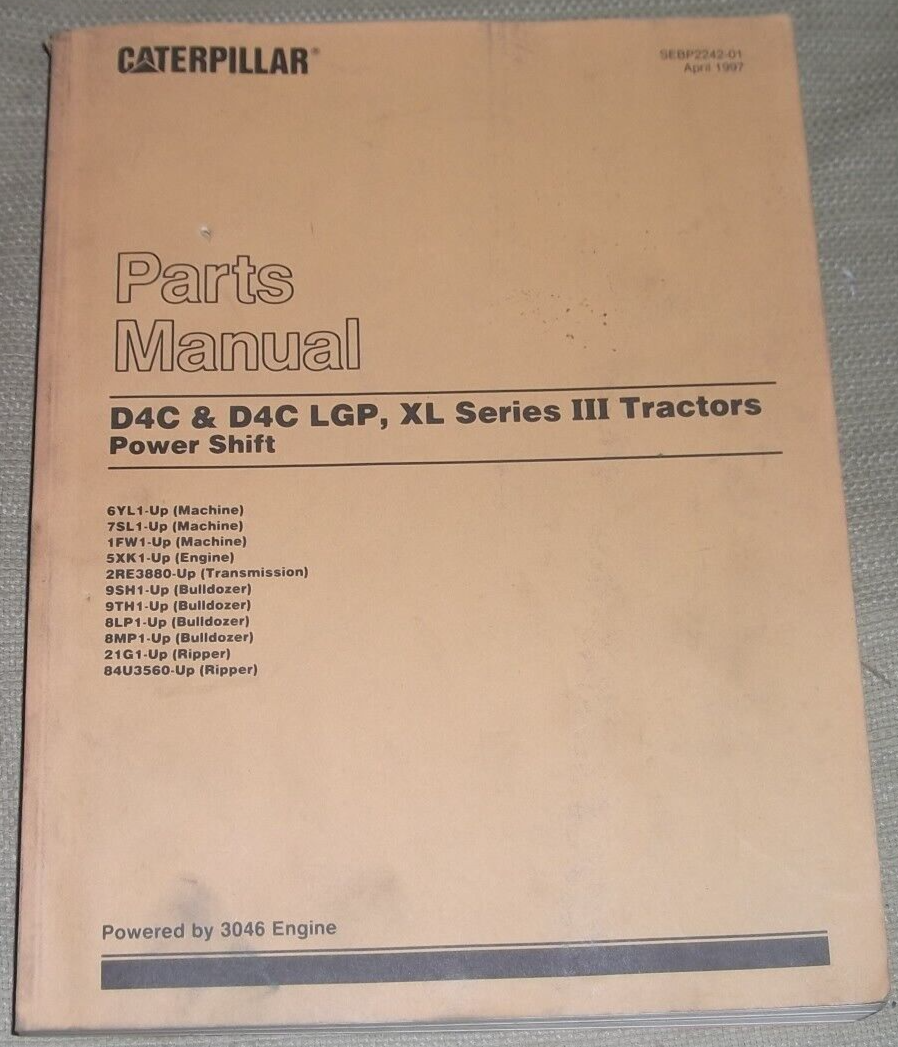 CATERPILLAR®
SEBP2242-01
April 1997
Parts
Manual
D4C & D4C LGP, XL Series III Tractors
Power Shift
6YL1-Up (Machine)
7SL1-Up (Machine)
1FW1-Up (Machine)
5XK1-Up (Engine)
2RE3880-Up (Transmission)
9SH1-Up (Bulldozer)
9TH1-Up (Bulldozer)
8LP1-Up (Bulldozer)
8MP1-Up (Bulldozer)
21G1-Up (Ripper)
84U3560-Up (Ripper)
Powered by 3046 Engine